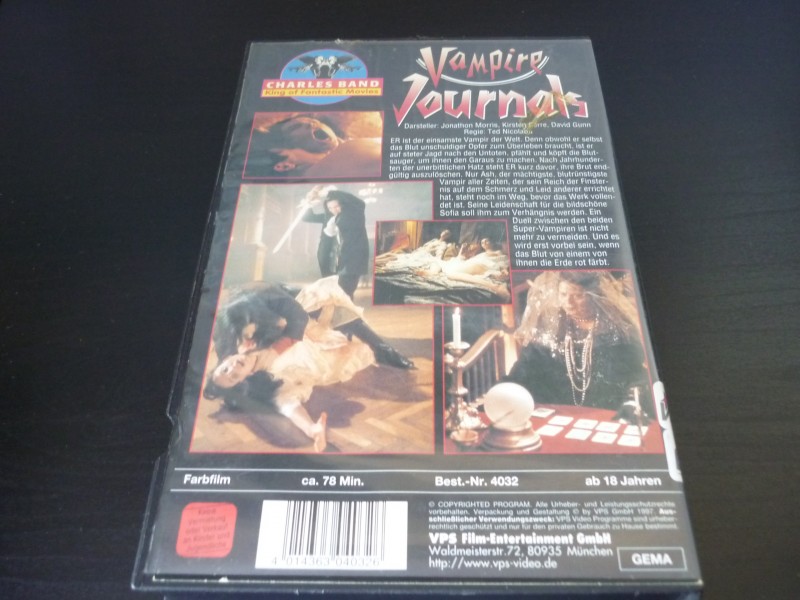 Vampire
Journals
CHARLES BAND
King of Fantastic Movies
Darsteller: Jonathon Morris, Kirsten Cerre, David Gunn
Regie: Ted Nicolaou
ER ist der einsamste Vampir der Welt. Denn obwohl er selbst
das Blut unschuldiger Opfer zum Überleben braucht, ist er
auf steter Jagd nach den Untoten, pfählt und köpft die Blut-
sauger, um ihnen den Garaus zu machen. Nach Jahrhunder-
ten der unerbittlichen Hatz steht ER kurz davor, ihre Brut end-
gültig auszulöschen. Nur Ash, der mächtigste, blutrünstigste
Vampir aller Zeiten, der sein Reich der Finster-
nis auf dem Schmerz und Leid anderer errichtet
hat, steht noch im Weg, bevor das Werk vollen-
det ist. Seine Leidenschaft für die bildschöne
Sofia soll ihm zum Verhängnis werden. Ein
Duell zwischen den beiden
Super-Vampiren ist nicht
mehr zu vermeiden. Und es
wird erst vorbei sein, wenn
das Blut von einem von
ihnen die Erde rot färbt.
Farbfilm ca. 78 Min. Best.-Nr. 4032 ab 18 Jahren
© COPYRIGHTED PROGRAM. Alle Urheber- und Leistungsschutzrechte
vorbehalten. Verpackung und Gestaltung © by VPS GmbH 1997. Aus-
schließlicher Verwendungszweck: VPS Video Programme sind urheber-
rechtlich geschützt und nur für den privaten Gebrauch zu Hause bestimmt.
VPS Film-Entertainment GmbH
Waldmeisterstr. 72, 80935 München
http://www.vps-video.de
GEMA
4 014363 040326